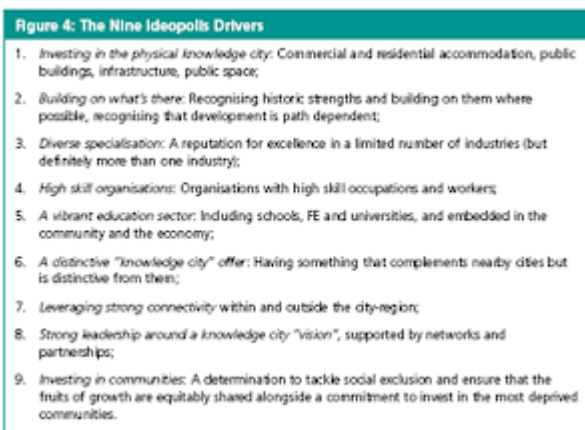 Figure 4: The Nine Ideopolis Drivers
1. Investing in the physical knowledge city: Commercial and residential accommodation, public
buildings, infrastructure, public space;
2. Building on what's there: Recognising historic strengths and building on them where
possible, recognising that development is path dependent;
3. Diverse specialisation: A reputation for excellence in a limited number of industries (but
definitely more than one industry);
4. High skill organisations: Organisations with high skill occupations and workers;
5. A vibrant education sector: Including schools, FE and universities, and embedded in the
community and the economy;
6. A distinctive "knowledge city" offer: Having something that complements nearby cities but
is distinctive from them;
7. Leveraging strong connectivity within and outside the city-region;
8. Strong leadership around a knowledge city "vision", supported by networks and
partnerships;
9. Investing in communities: A determination to tackle social exclusion and ensure that the
fruits of growth are equitably shared alongside a commitment to invest in the most deprived
communities.